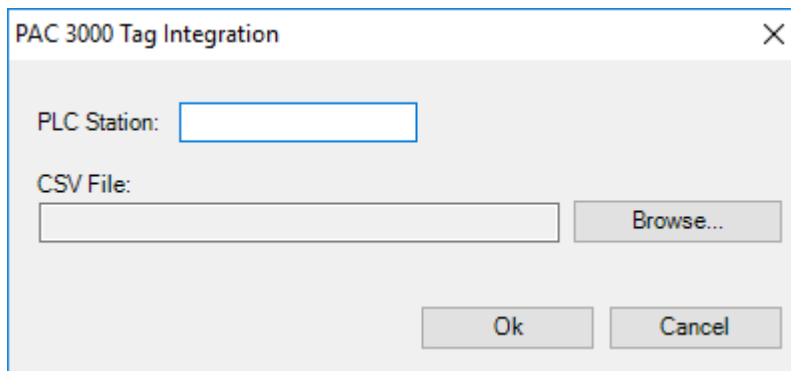 PAC 3000 Tag Integration
PLC Station:
CSV File:
Browse...
Ok Cancel